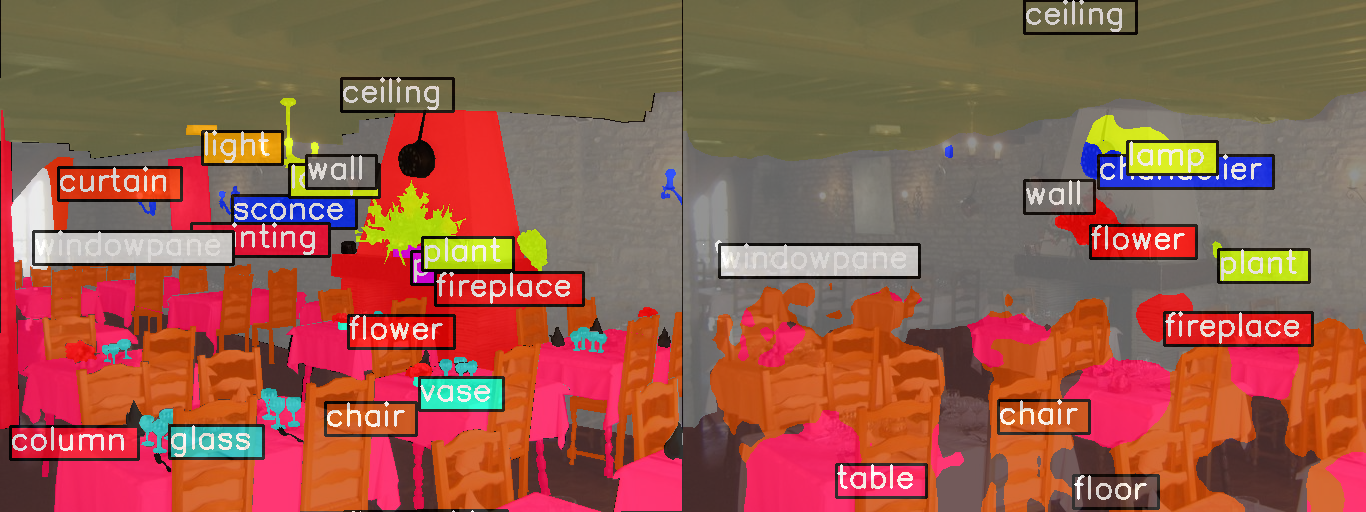 ceiling
light
wall
curtain
sconce
windowpane
plant
fireplace
flower
vase
chair
column
glass
ceiling
lamp
wall
flower
windowpane
plant
fireplace
chair
table
floor